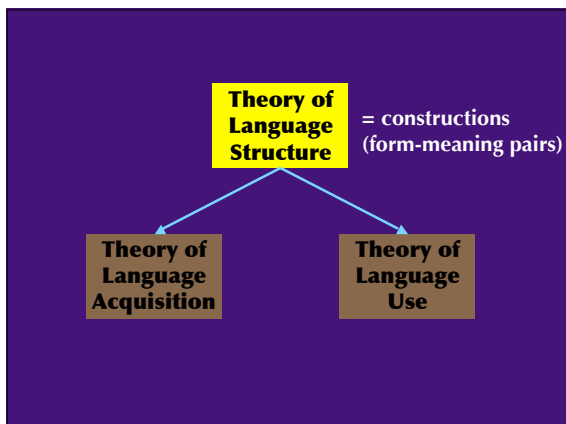 Theory of
Language
Structure
= constructions
(form-meaning pairs)
Theory of
Language
Acquisition
Theory of
Language
Use